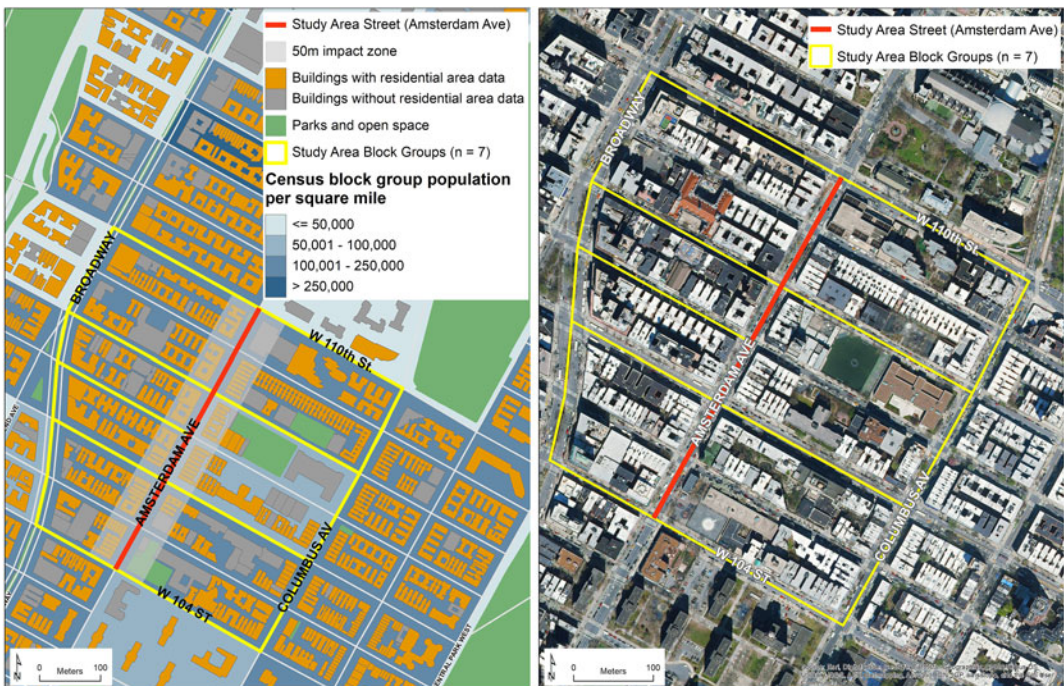 Study Area Street (Amsterdam Ave)
50m impact zone
Buildings with residential area data
Buildings without residential area data
Parks and open space
Study Area Block Groups (n = 7)
Census block group population
per square mile
<= 50,000
50,001 - 100,000
100,001 - 250,000
> 250,000
BROADWAY
W 110th St.
AMSTERDAM AVE
COLUMBUS AV
W 104 ST
CENTRAL PARK WEST
N
0 Meters 100
Study Area Street (Amsterdam Ave)
Study Area Block Groups (n = 7)
BROADWAY
W 110th St.
AMSTERDAM AVE
COLUMBUS AV
W 104 ST
N
0 Meters 100